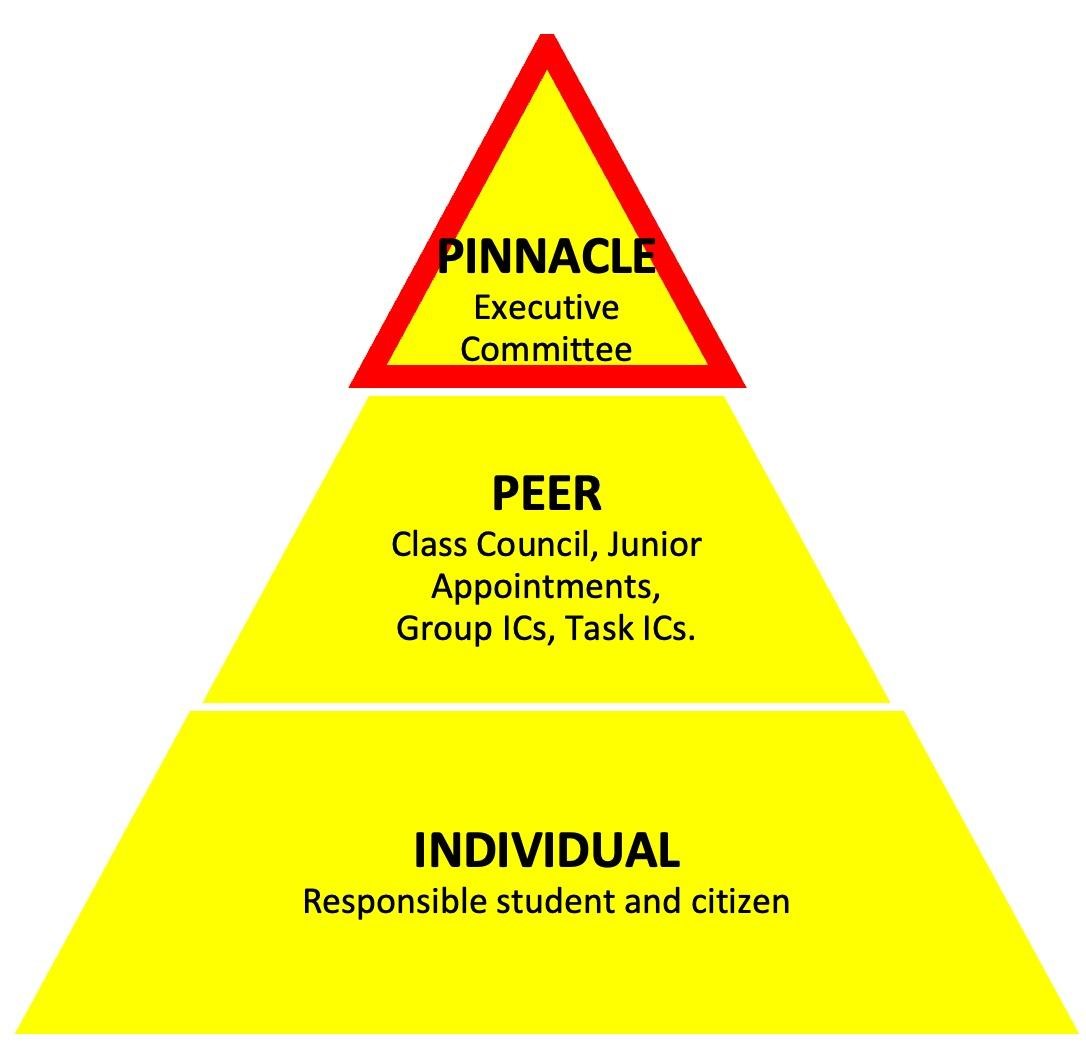 PINNACLE
Executive
Committee
PEER
Class Council, Junior
Appointments,
Group ICs, Task ICs.
INDIVIDUAL
Responsible student and citizen